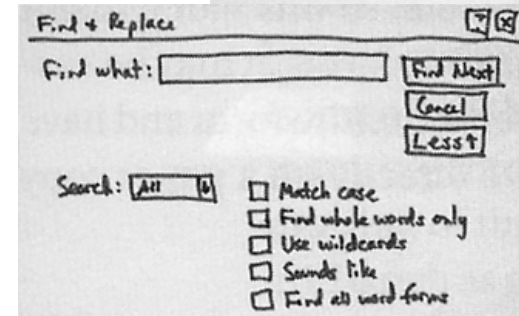 Find + Replace ? X
Find what: Find Next
Cancel
Less↑
Search: All ↓
Match case
Find whole words only
Use wildcards
Sounds like
Find all word forms